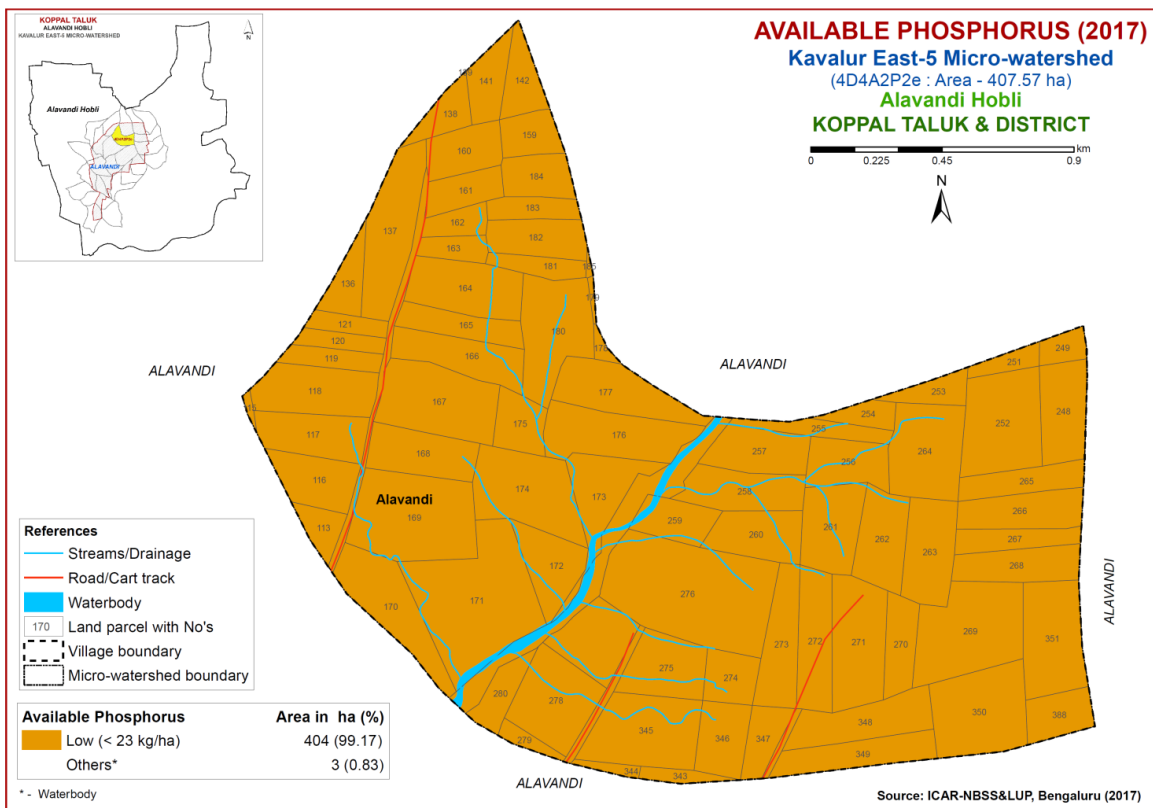 KOPPAL TALUK
ALAVANDI HOBLI
KAVALUR EAST-5 MICRO-WATERSHED
N
Alavandi Hobli
ALAVANDI
AVAILABLE PHOSPHORUS (2017)
Kavalur East-5 Micro-watershed
(4D4A2P2e : Area - 407.57 ha)
Alavandi Hobli
KOPPAL TALUK & DISTRICT
km
0 0.225 0.45 0.9
N
139 141 142
138
159
160
184
161
183
162
182
137
163
181 185
136
164
179
121
165
180
120
178
119
166
251 249
ALAVANDI
ALAVANDI
118
177
253
167
254
248
175
252
117
176
255
257
264
168
256
116
174
265
Alavandi
173
258
169
266
113
259
260
261
262
267
263
268
172
276
170
171
269
273 272 271 270
351
275
274
280
278
345
346
347
348
350
388
279
349
344
343
ALAVANDI
ALAVANDI
References
Streams/Drainage
Road/Cart track
Waterbody
170 Land parcel with No's
Village boundary
Micro-watershed boundary
Available Phosphorus Area in ha (%)
Low (< 23 kg/ha) 404 (99.17)
Others* 3 (0.83)
* - Waterbody
Source: ICAR-NBSS&LUP, Bengaluru (2017)